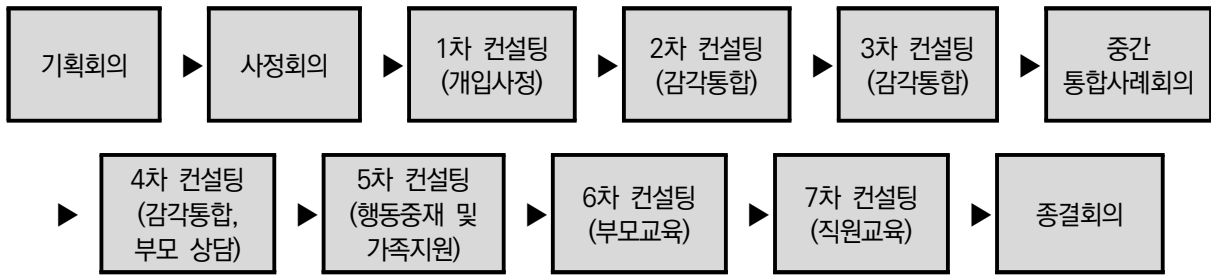 기획회의 ▶ 사정회의 ▶ 1차 컨설팅
(개입사정) ▶ 2차 컨설팅
(감각통합) ▶ 3차 컨설팅
(감각통합) ▶ 중간
통합사례회의
▶ 4차 컨설팅
(감각통합,
부모 상담) ▶ 5차 컨설팅
(행동중재 및
가족지원) ▶ 6차 컨설팅
(부모교육) ▶ 7차 컨설팅
(직원교육) ▶ 종결회의